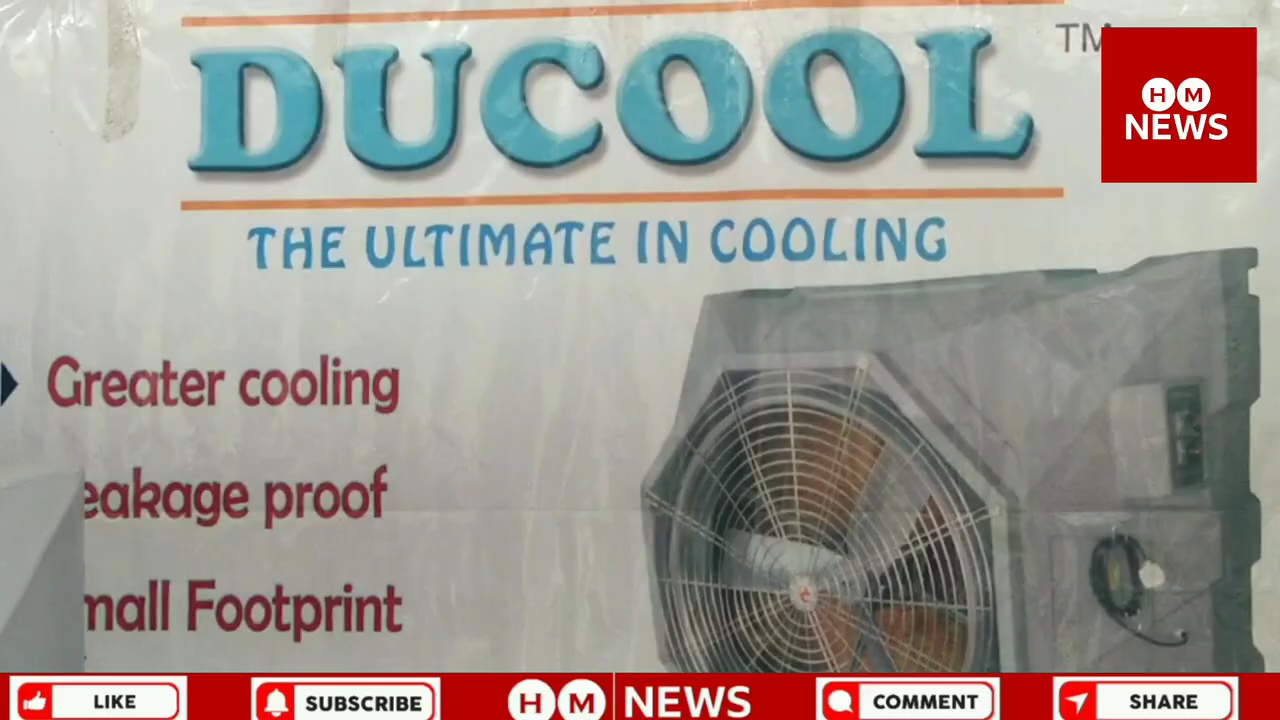 DUCOOL
TM
H M
NEWS
THE ULTIMATE IN COOLING
Greater cooling
eakage proof
mall Footprint
LIKE
SUBSCRIBE
H M NEWS
COMMENT
SHARE